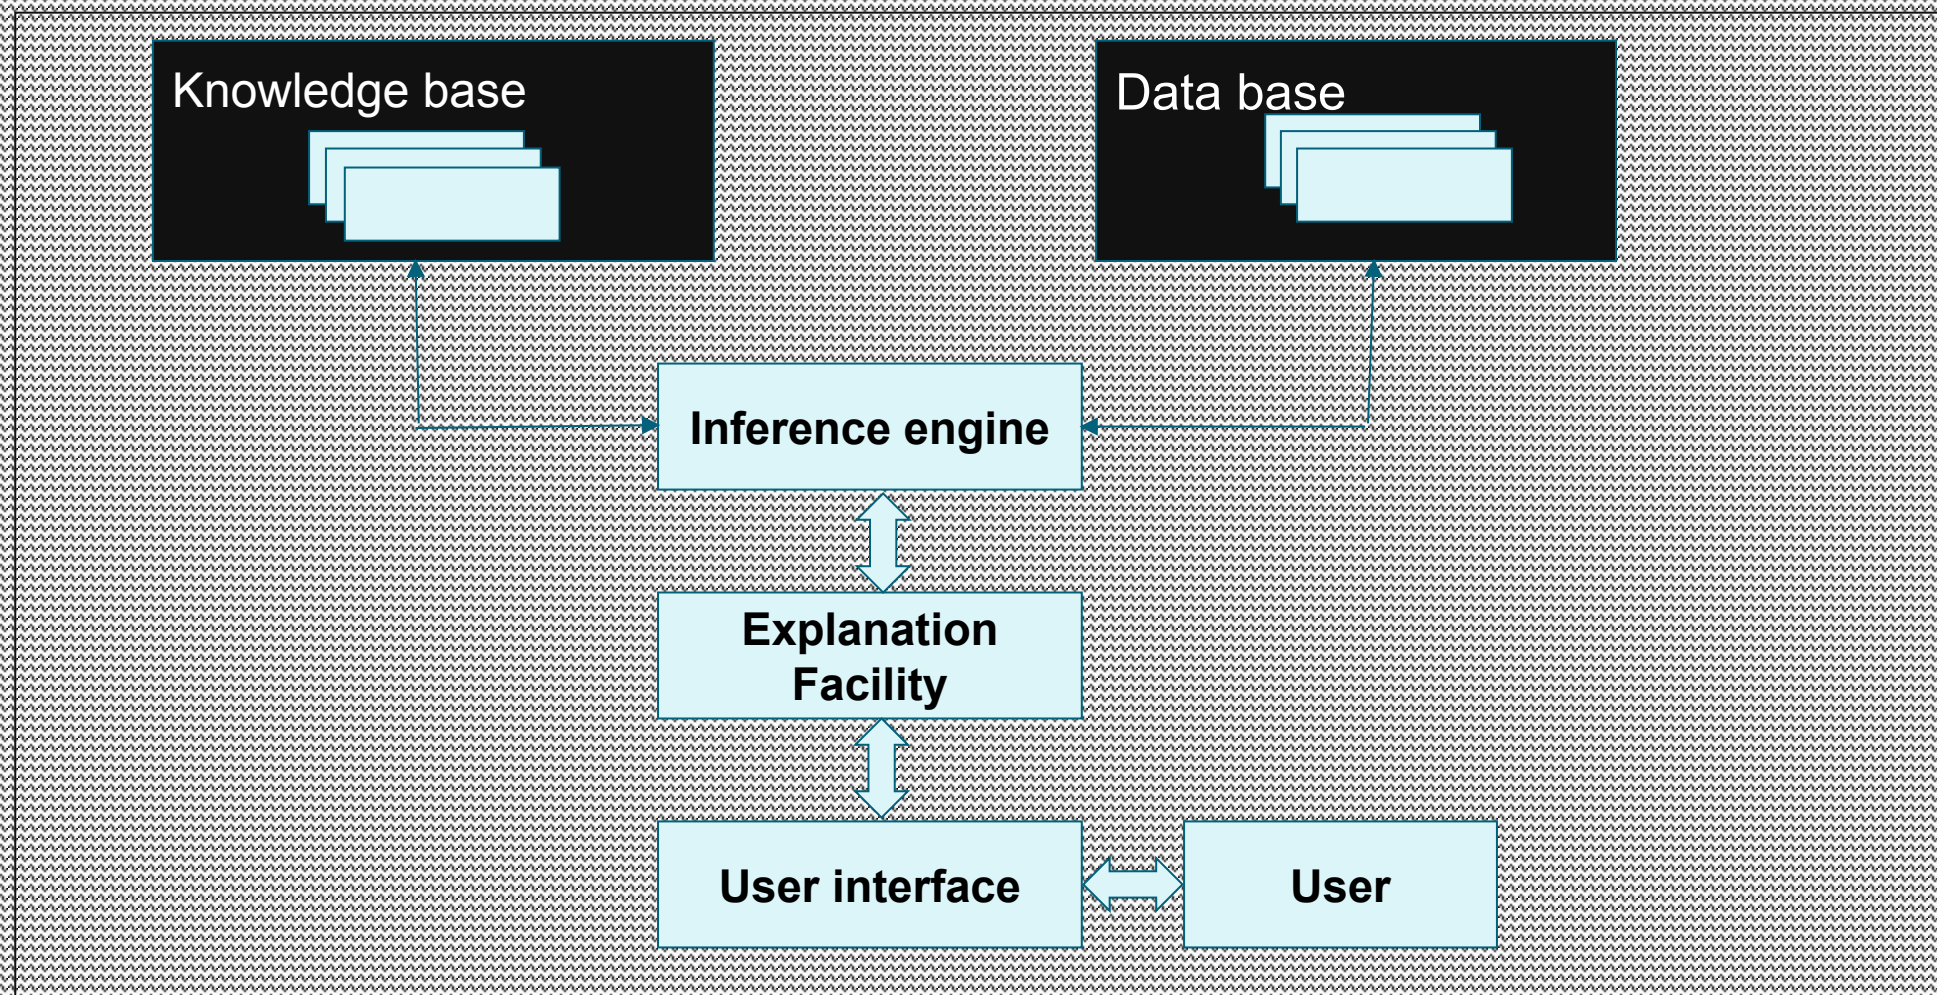 Knowledge base
Data base
Inference engine
Explanation
Facility
User interface
User